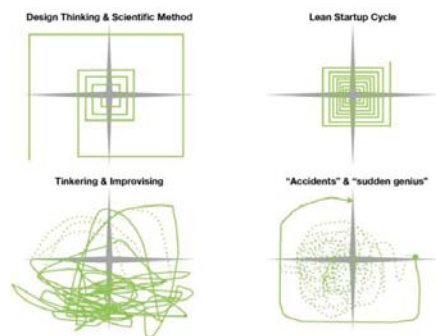 Design Thinking & Scientific Method
Lean Startup Cycle
Tinkering & Improvising
"Accidents" & "sudden genius"